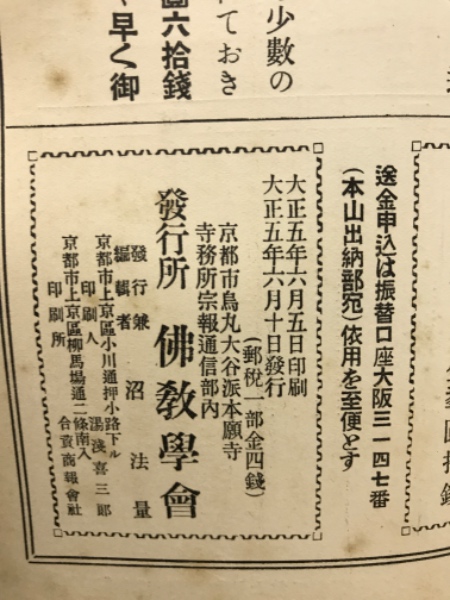 少數の
ておき
六拾錢
早く御
送金申込は振替口座大阪三一四七番
(本山出納部宛)依用を至便とす
大正五年六月五日印刷
大正五年六月十日發行
(郵稅一部金四錢)
京都市烏丸大谷派本願寺
寺務所宗報通信部内
發行所 佛教學會
發行兼
編輯者 沼法量
京都市上京區小川通押小路下ル
印刷人 湯淺喜三郎
京都市上京區柳馬場通二條南入
印刷所 合資商報會社